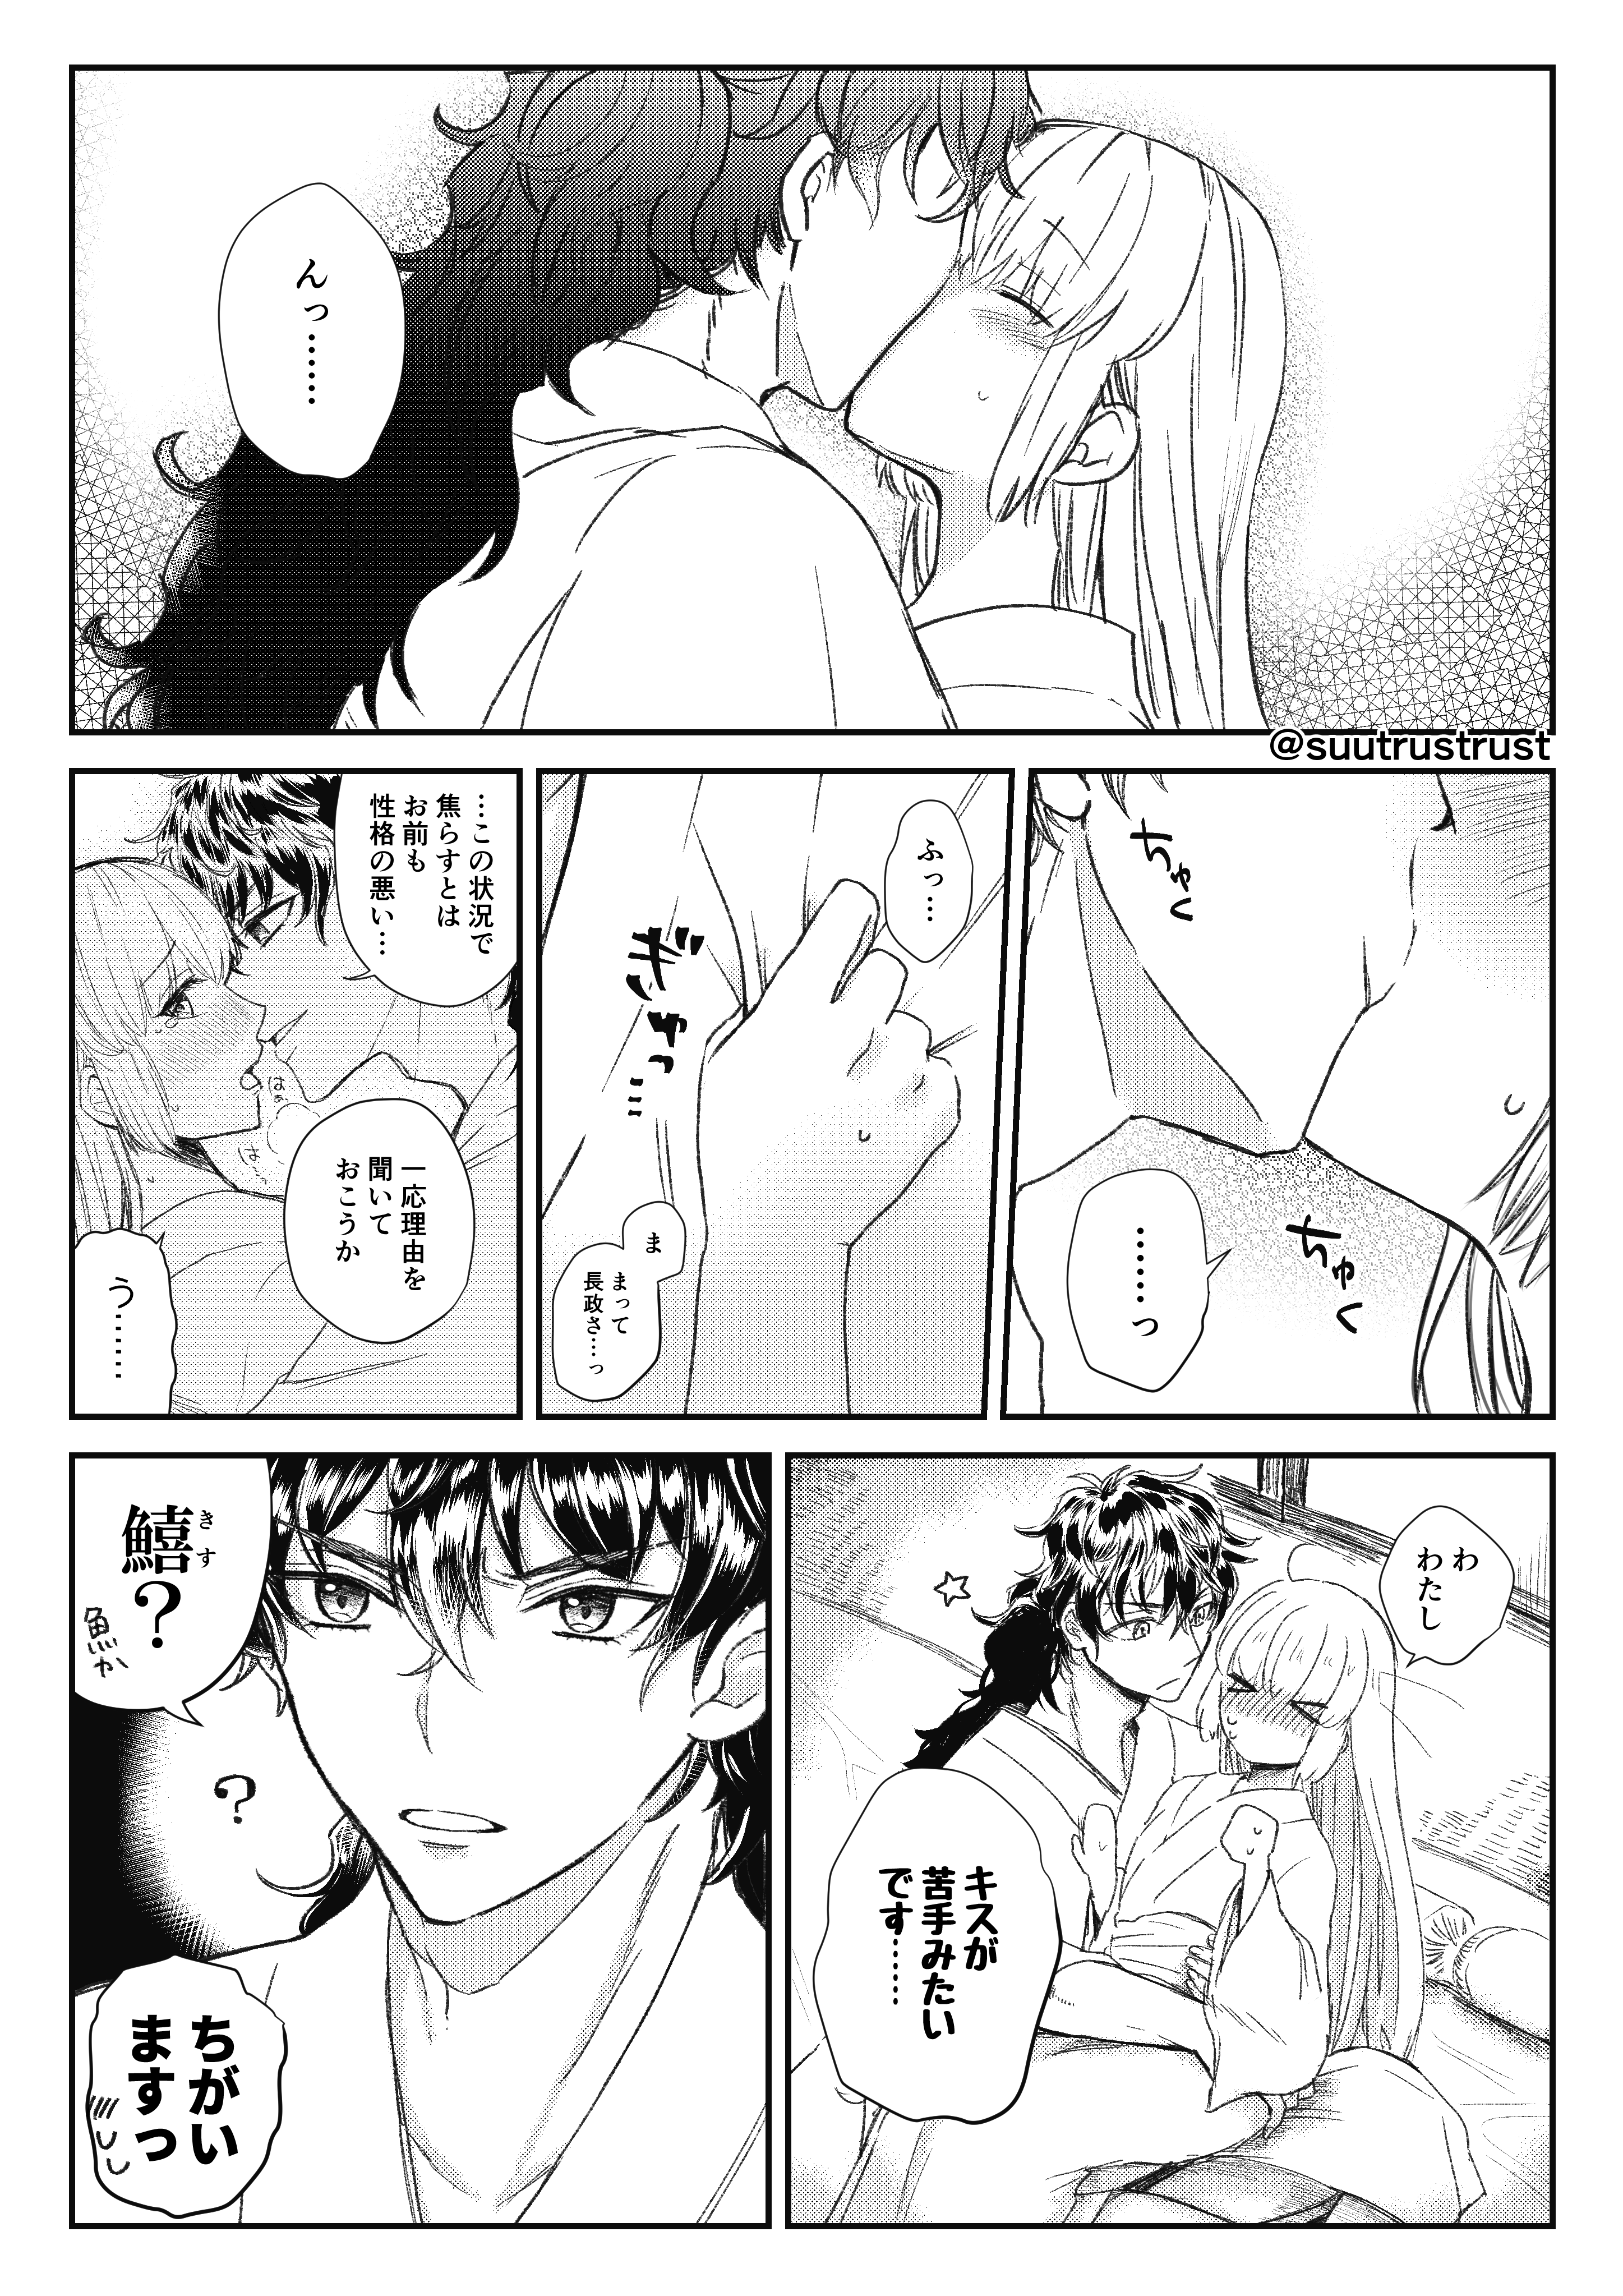 んっ……
@suutrustrust
ちゅく
……っ
ちゅく
ふっ…
ぎゅっ…
ま
まって
長政さ…っ
…この状況で
焦らすとは
お前も
性格の悪い…
はぁ
は…
一応理由を
聞いて
おこうか
う……
わ
わたし
キスが
苦手みたい
です……
きす
鱚？
魚か
？
ちがい
ますっ